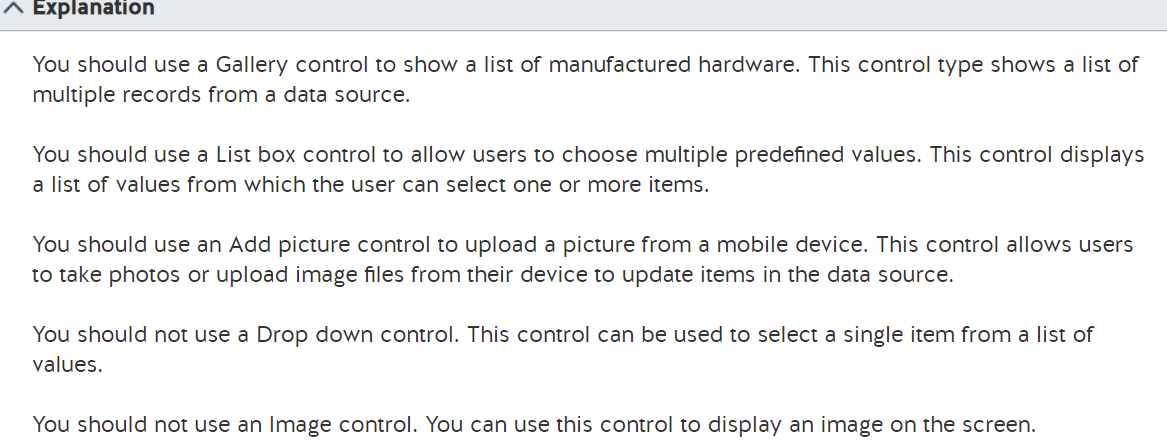 Explanation
You should use a Gallery control to show a list of manufactured hardware. This control type shows a list of
multiple records from a data source.
You should use a List box control to allow users to choose multiple predefined values. This control displays
a list of values from which the user can select one or more items.
You should use an Add picture control to upload a picture from a mobile device. This control allows users
to take photos or upload image files from their device to update items in the data source.
You should not use a Drop down control. This control can be used to select a single item from a list of
values.
You should not use an Image control. You can use this control to display an image on the screen.